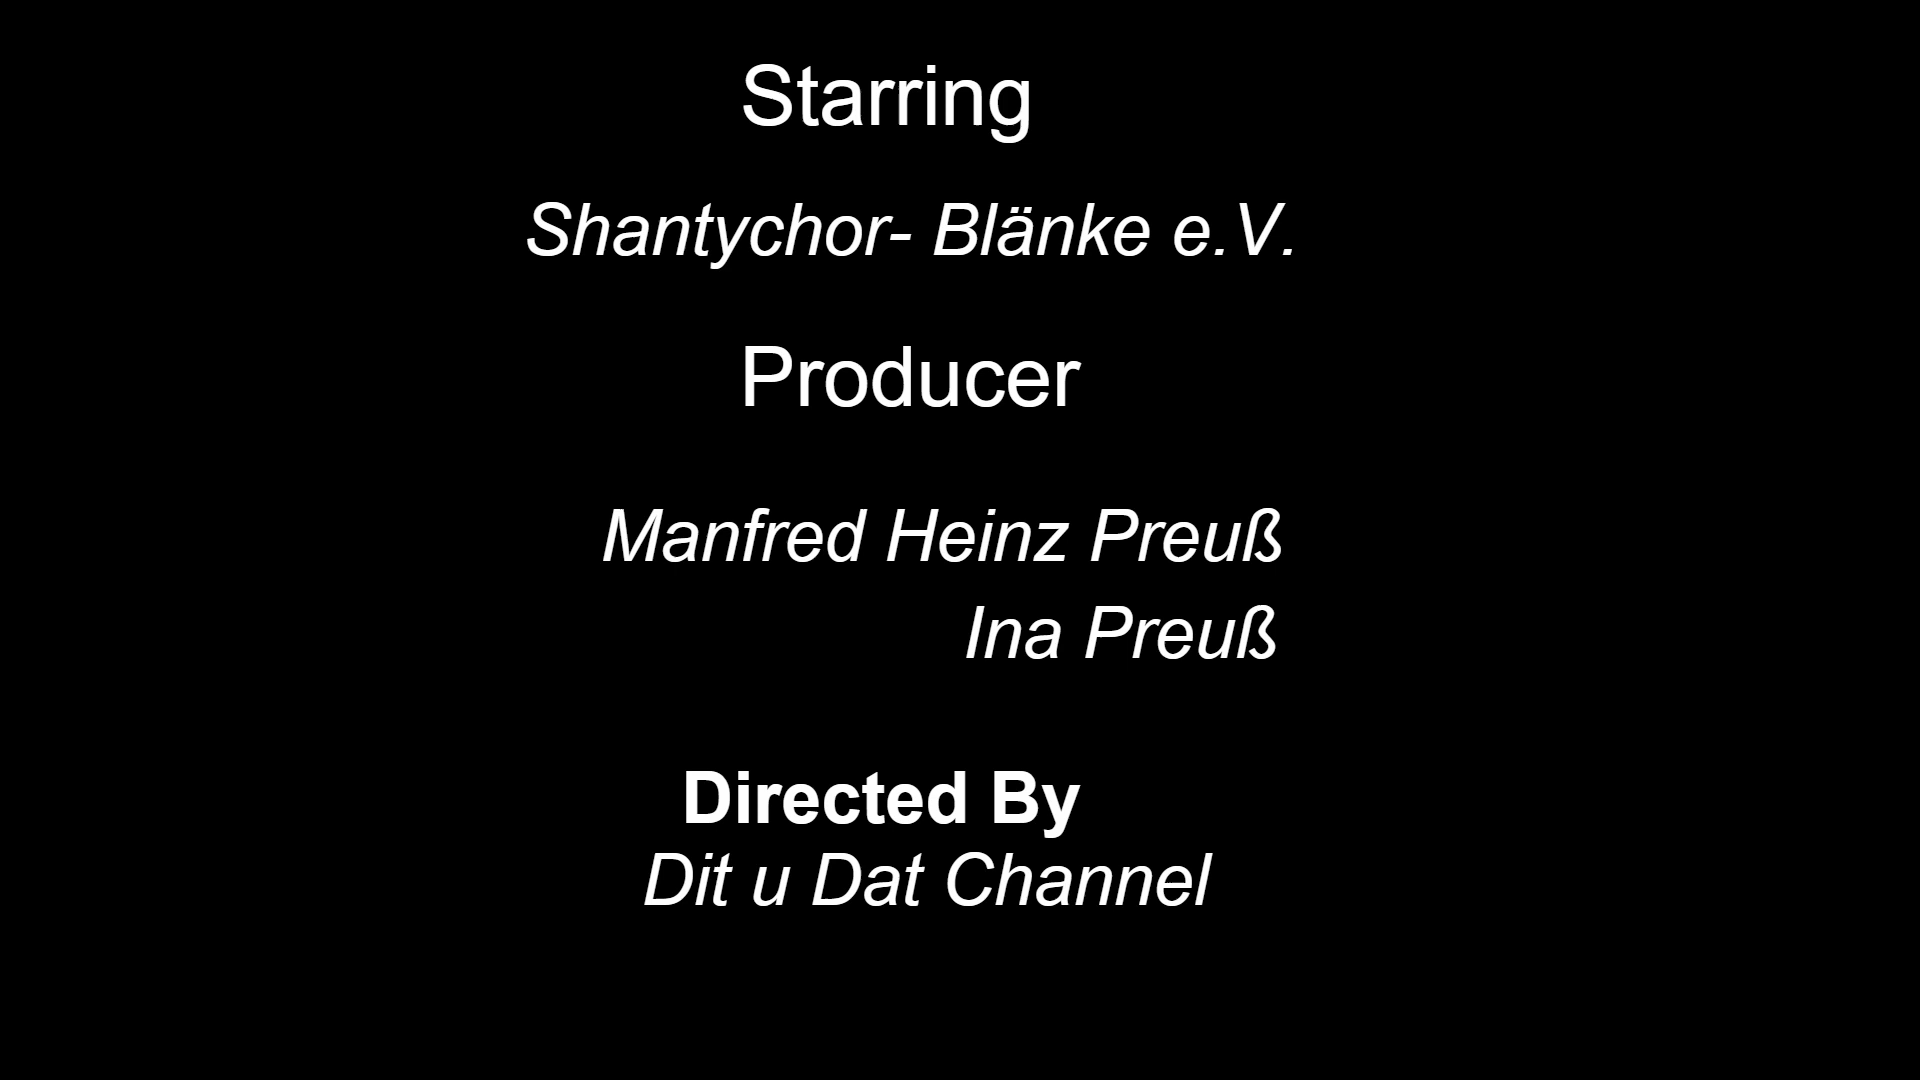 Starring
Shantychor- Blänke e.V.
Producer
Manfred Heinz Preuß
Ina Preuß
Directed By
Dit u Dat Channel